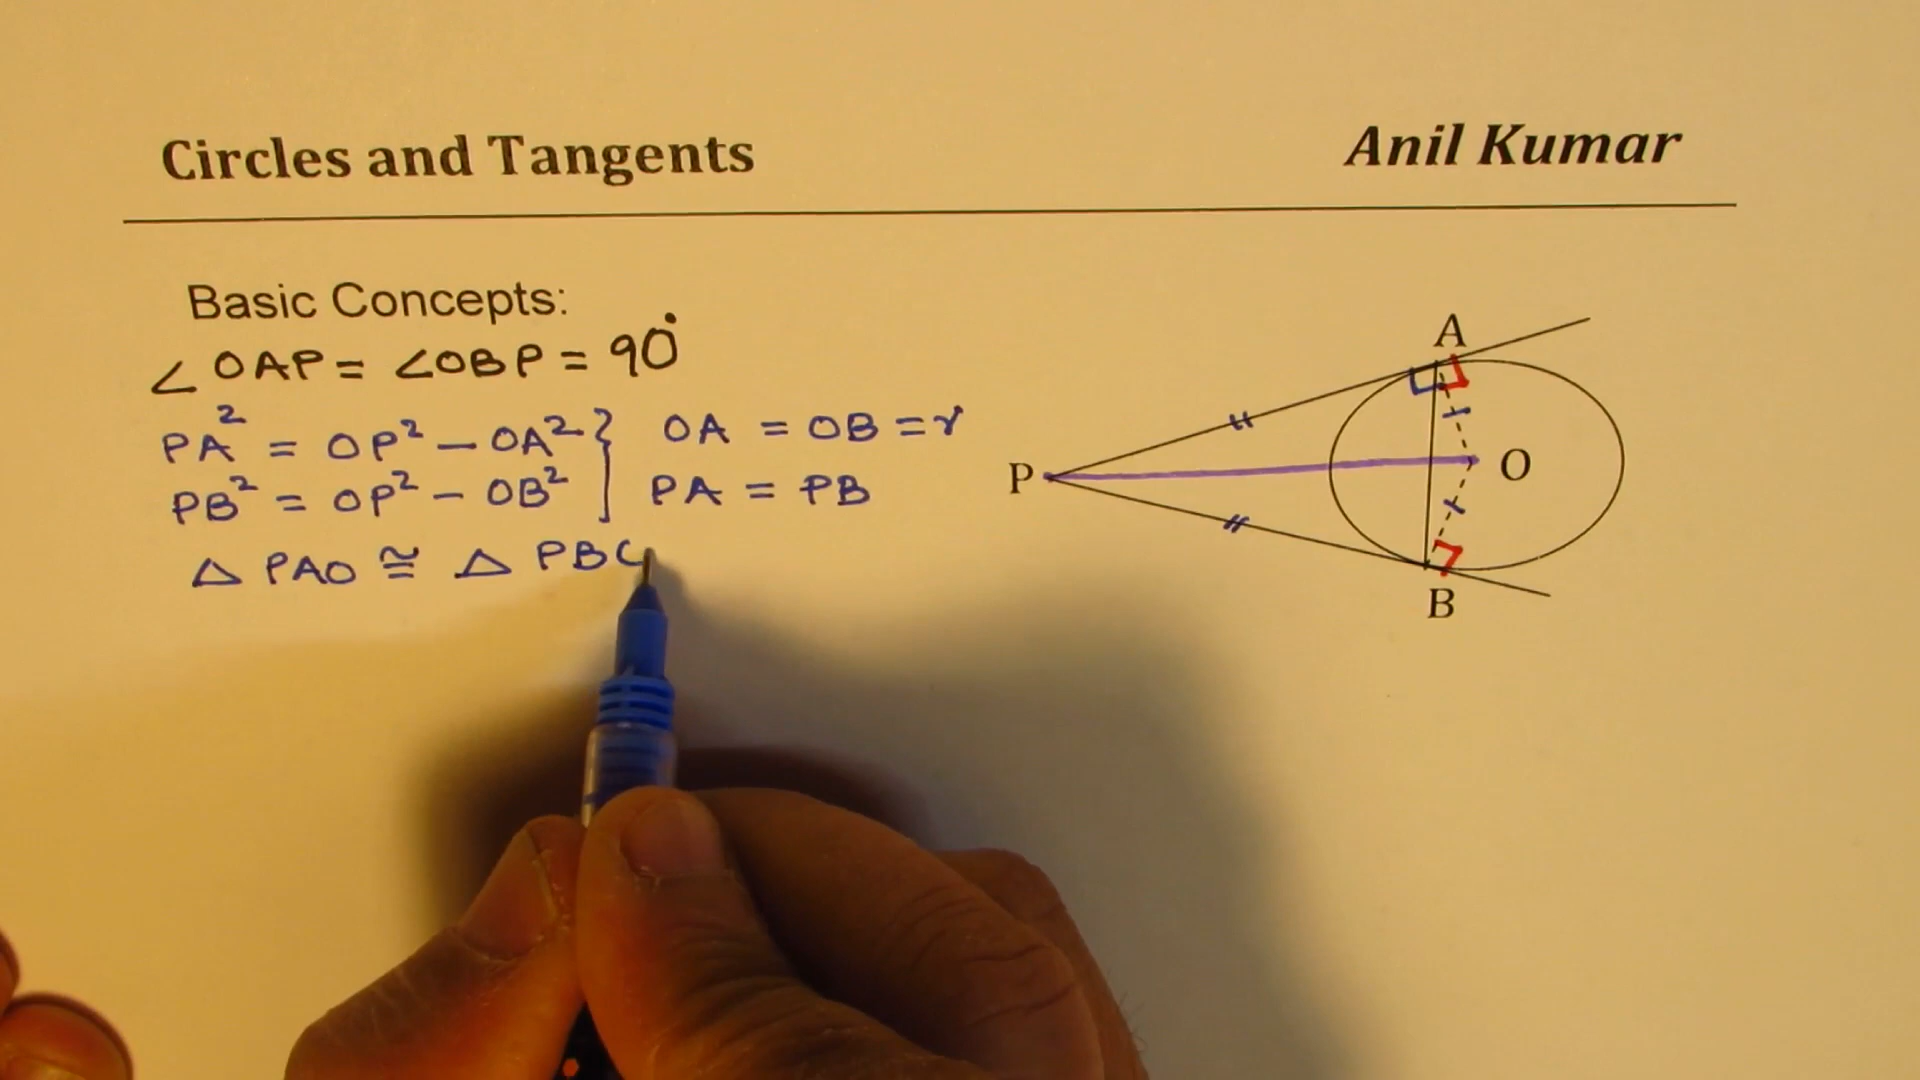 Circles and Tangents
Anil Kumar
Basic Concepts:
∠OAP = ∠OBP = 90°
PA² = OP² - OA² } OA = OB = r
PB² = OP² - OB² ] PA = PB
△ PAO ≅ △ PBC
A
P
O
B